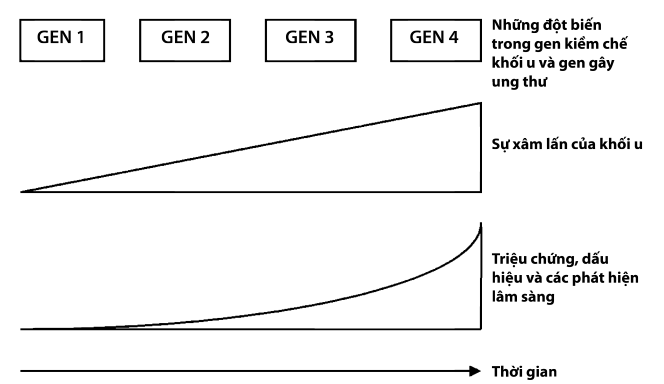 GEN 1
GEN 2
GEN 3
GEN 4
Những đột biến
trong gen kiềm chế
khối u và gen gây
ung thư
Sự xâm lấn của khối u
Triệu chứng, dấu
hiệu và các phát hiện
lâm sàng
Thời gian